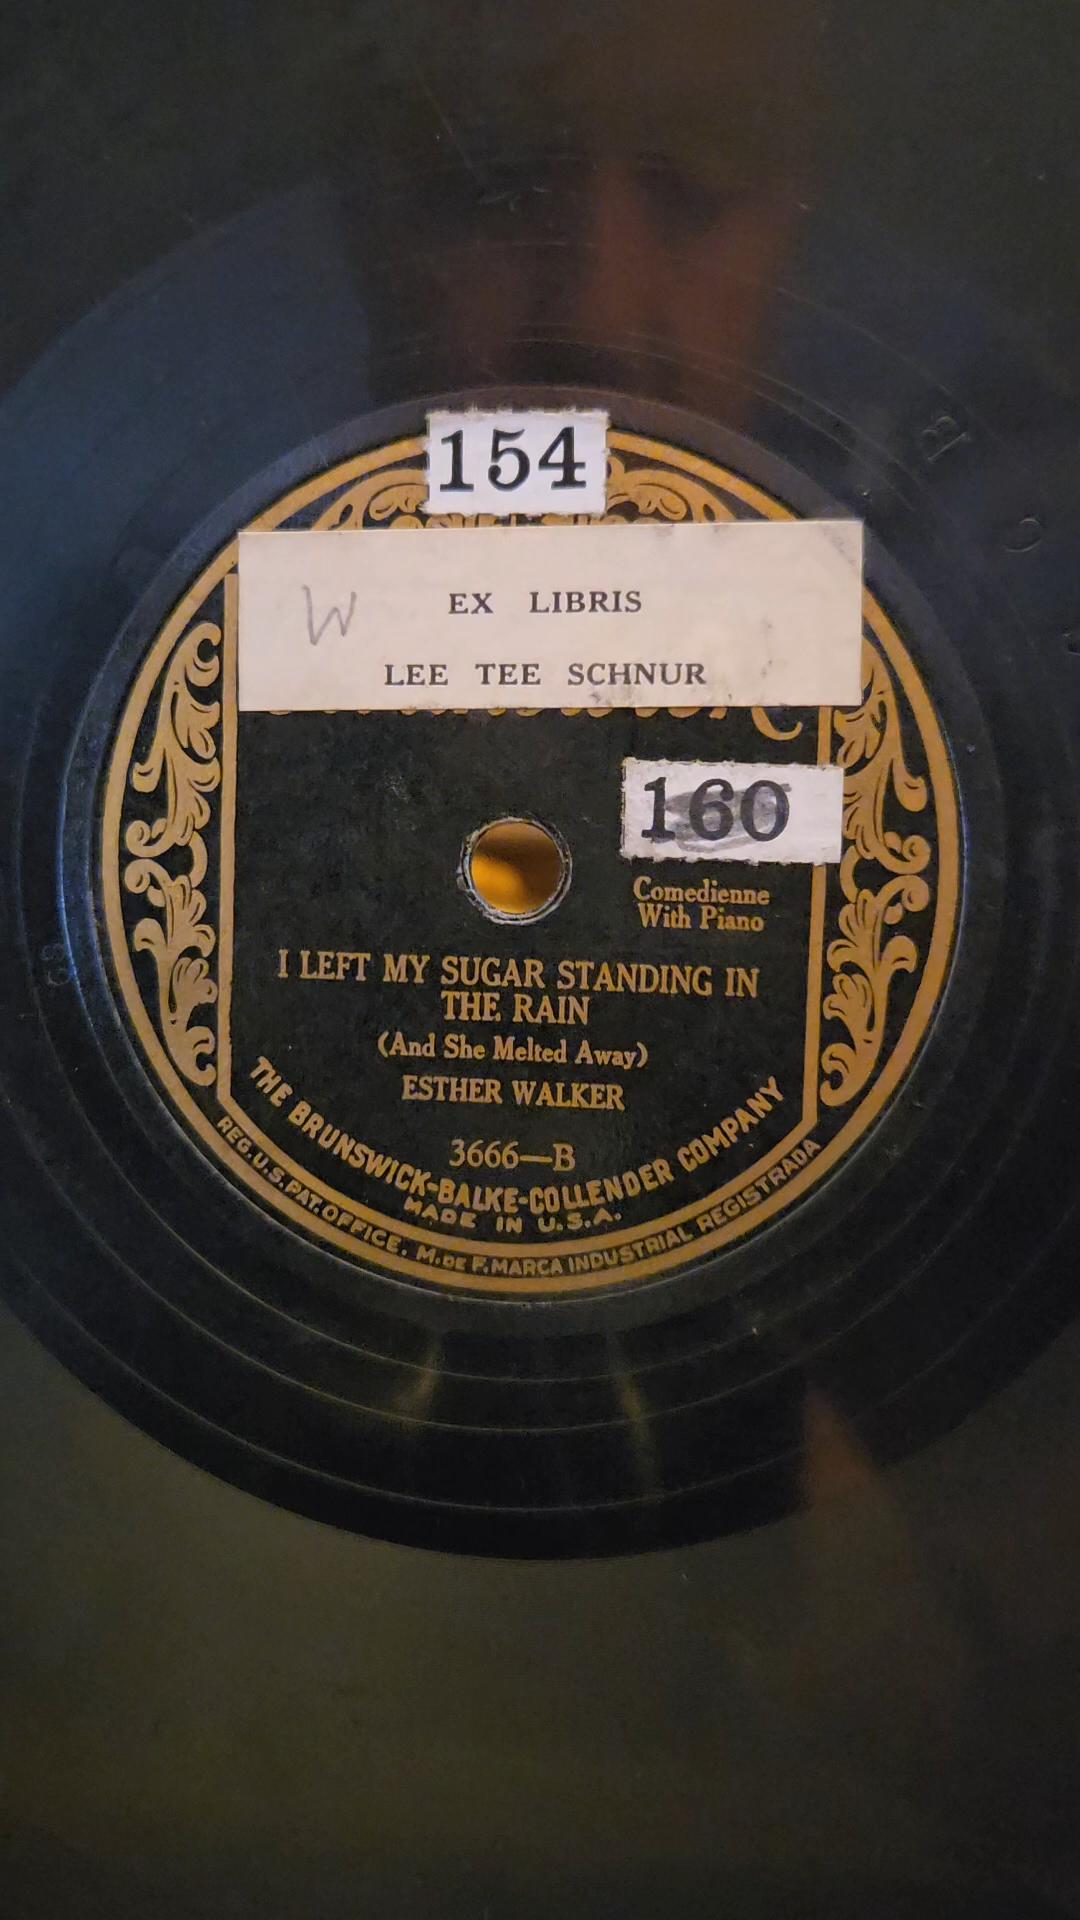 154
W
EX LIBRIS
LEE TEE SCHNUR
160
Comedienne
With Piano
I LEFT MY SUGAR STANDING IN
THE RAIN
(And She Melted Away)
ESTHER WALKER
3666—B
THE BRUNSWICK-BALKE-COLLENDER COMPANY
MADE IN U.S.A.
REG. U.S. PAT. OFFICE. M. DE F. MARCA INDUSTRIAL REGISTRADA